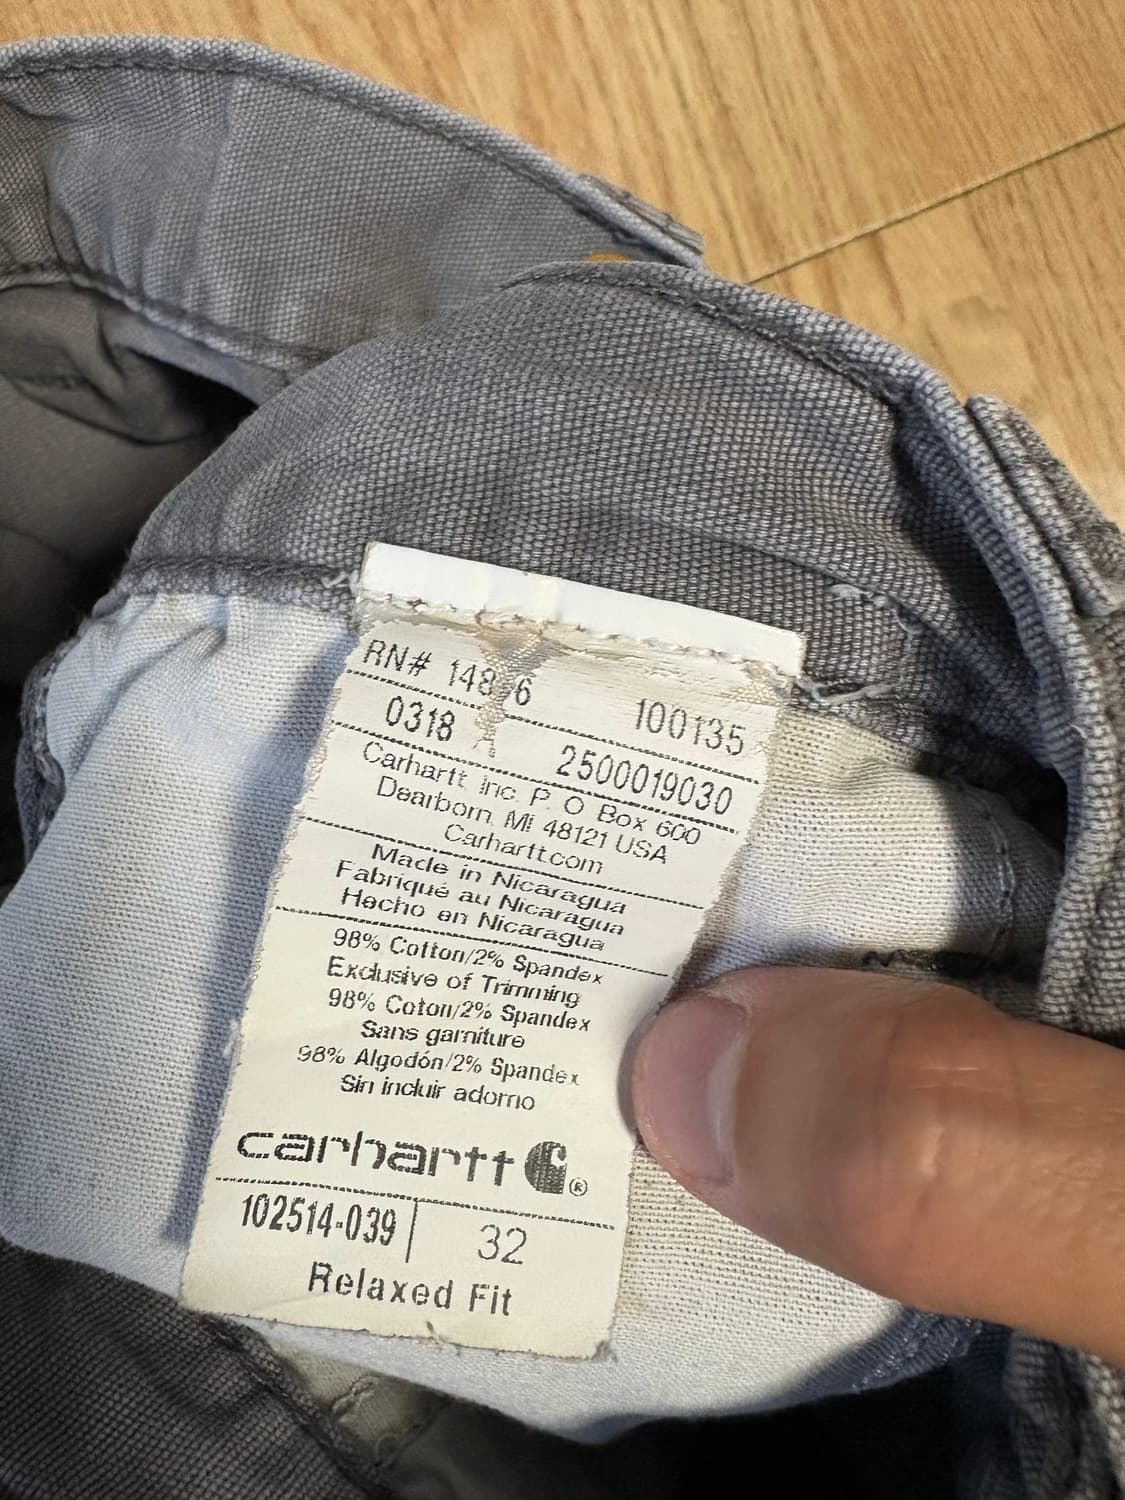 RN# 14806 100135
0318 A 2500019030
Carhartt, Inc. P. O Box 600
Dearborn, MI 48121 USA
Carhartt.com
Made in Nicaragua
Fabriqué au Nicaragua
Hecho en Nicaragua
98% Cotton/2% Spandex
Exclusive of Trimming
98% Coton/2% Spandex
Sans garniture
98% Algodón/2% Spandex
Sin incluir adorno
carhartt ®
102514-039 32
Relaxed Fit